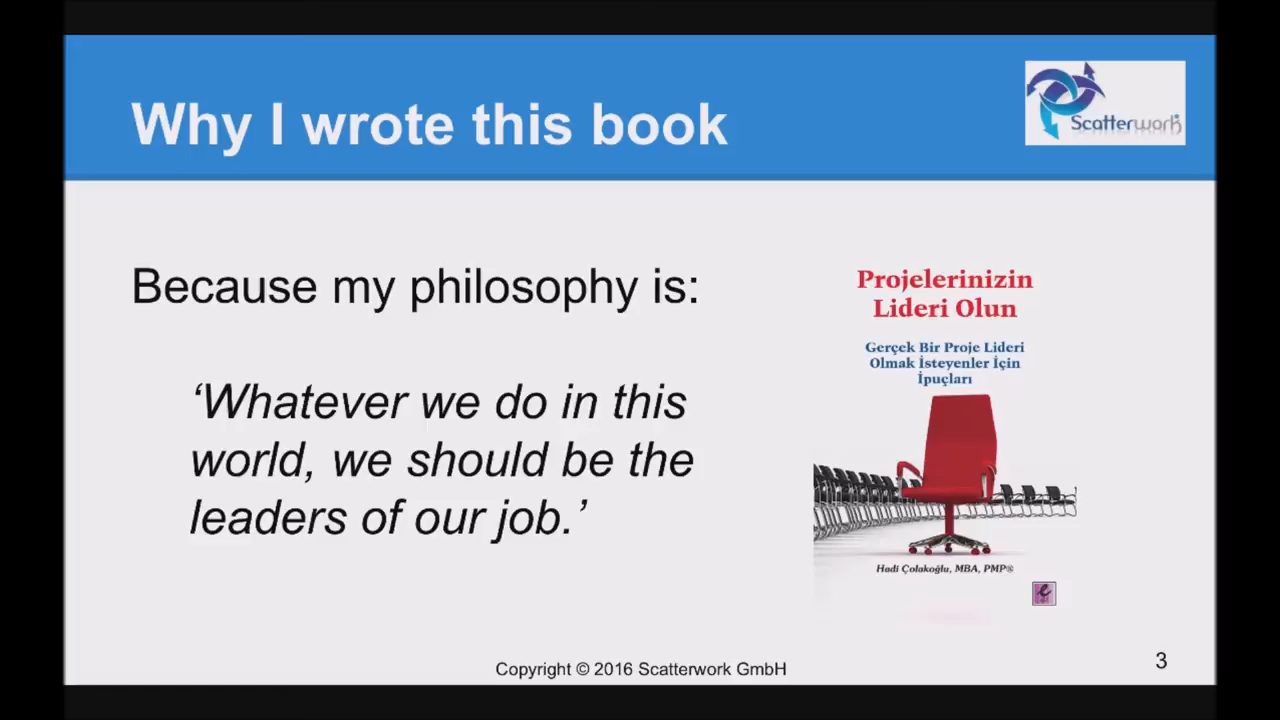 Why I wrote this book
Scatterwork
Because my philosophy is:
‘Whatever we do in this
world, we should be the
leaders of our job.’
Projelerinizin
Lideri Olun
Gerçek Bir Proje Lideri
Olmak İsteyenler İçin
İpuçları
Hadi Çolakoğlu, MBA, PMP®
Copyright © 2016 Scatterwork GmbH
3